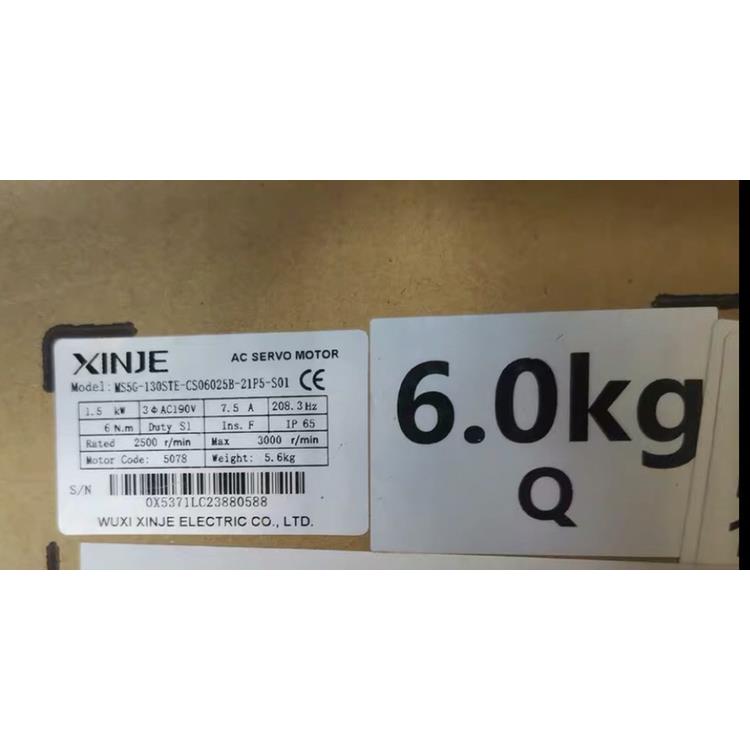 XINJE AC SERVO MOTOR
Model: MS5G-130STE-CS06025B-21P5-S01 CE
1.5 kW 3ΦAC190V 7.5 A 208.3Hz
6 N.m Duty S1 Ins. F IP 65
Rated 2500 r/min Max 3000 r/min
Motor Code: 5078 Weight: 5.6kg
S/N
0X5371LC23880588
WUXI XINJE ELECTRIC CO., LTD.
6.0kg
Q